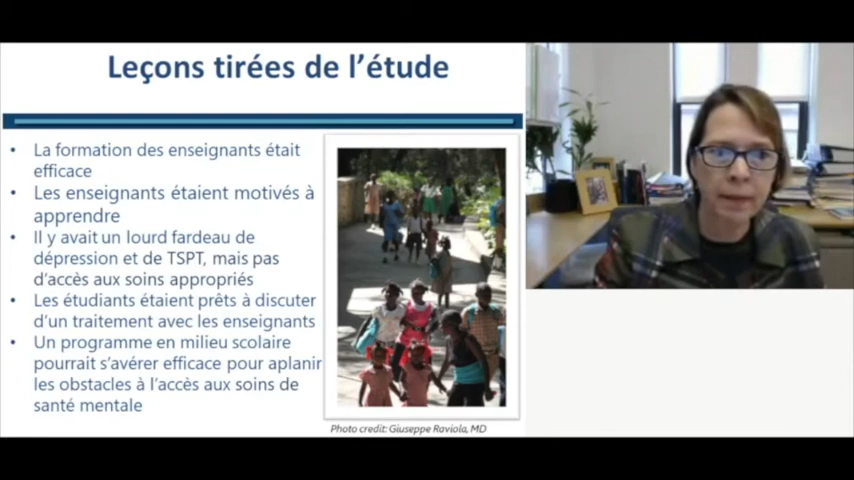 Leçons tirées de l'étude
• La formation des enseignants était
efficace
• Les enseignants étaient motivés à
apprendre
• Il y avait un lourd fardeau de
dépression et de TSPT, mais pas
d'accès aux soins appropriés
• Les étudiants étaient prêts à discuter
d'un traitement avec les enseignants
• Un programme en milieu scolaire
pourrait s'avérer efficace pour aplanir
les obstacles à l'accès aux soins de
santé mentale
Photo credit: Giuseppe Raviola, MD